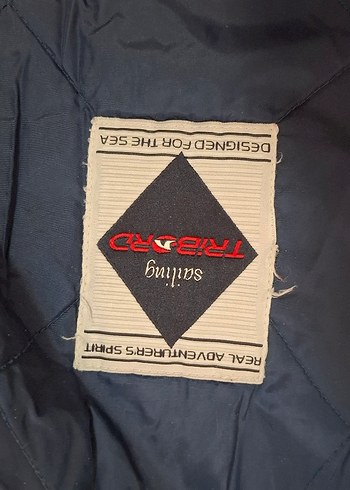 REAL ADVENTURER'S SPIRIT
sailing
TRiBORD
DESIGNED FOR THE SEA